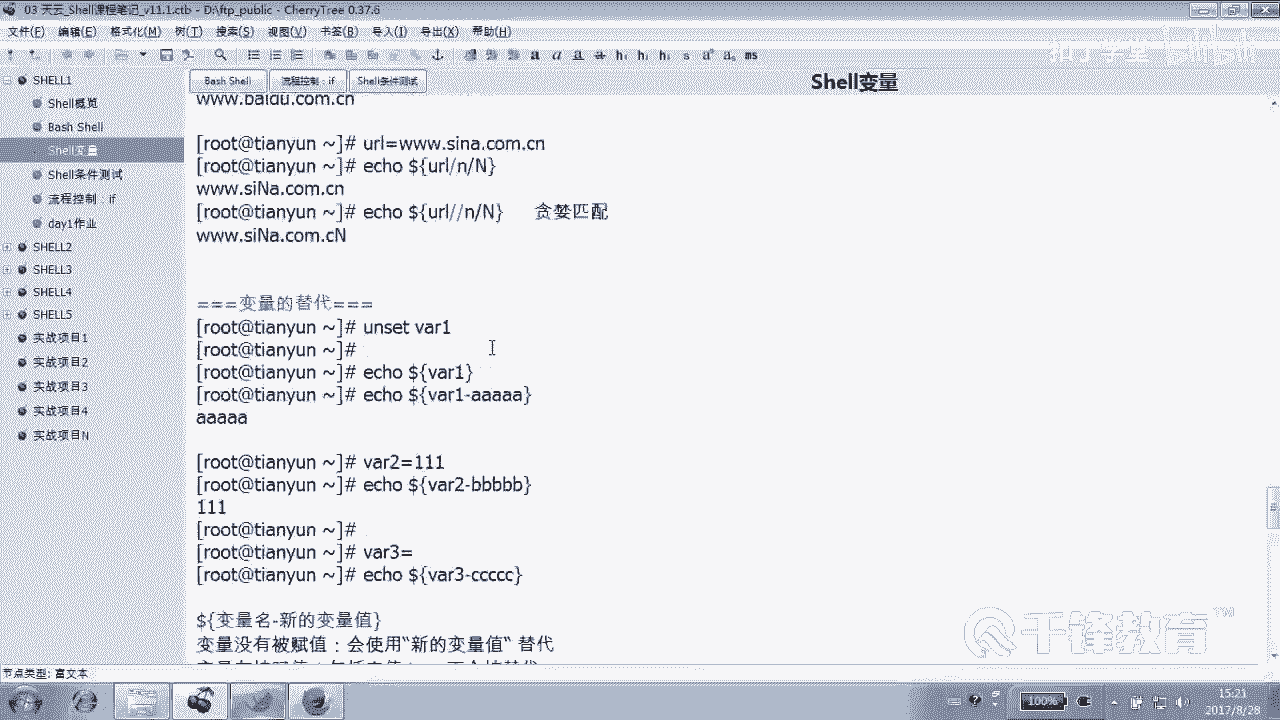 03 天云_Shell课程笔记_v11.1.ctb - D:\ftp_public - CherryTree 0.37.6
文件(F) 编辑(E) 格式化(M) 树(T) 搜索(S) 视图(V) 书签(B) 导入(I) 导出(X) 帮助(H)
a a a a h₁ h₂ h₃ s aª aₐ ms
Bash Shell 流程控制：if Shell条件测试
Shell变量
SHELL1
Shell概览
Bash Shell
Shell变量
Shell条件测试
流程控制：if
day1作业
SHELL2
SHELL3
SHELL4
SHELL5
实战项目1
实战项目2
实战项目3
实战项目4
实战项目N
www.baidu.com.cn
[root@tianyun ~]# url=www.sina.com.cn
[root@tianyun ~]# echo ${url/n/N}
www.siNa.com.cn
[root@tianyun ~]# echo ${url//n/N} 贪婪匹配
www.siNa.com.cN
===变量的替代===
[root@tianyun ~]# unset var1
[root@tianyun ~]#
[root@tianyun ~]# echo ${var1}
[root@tianyun ~]# echo ${var1-aaaaa}
aaaaa
[root@tianyun ~]# var2=111
[root@tianyun ~]# echo ${var2-bbbbb}
111
[root@tianyun ~]#
[root@tianyun ~]# var3=
[root@tianyun ~]# echo ${var3-ccccc}
${变量名-新的变量值}
变量没有被赋值：会使用“新的变量值“ 替代
千锋教育™
节点类型: 富文本
100%
15:21
2017/8/28